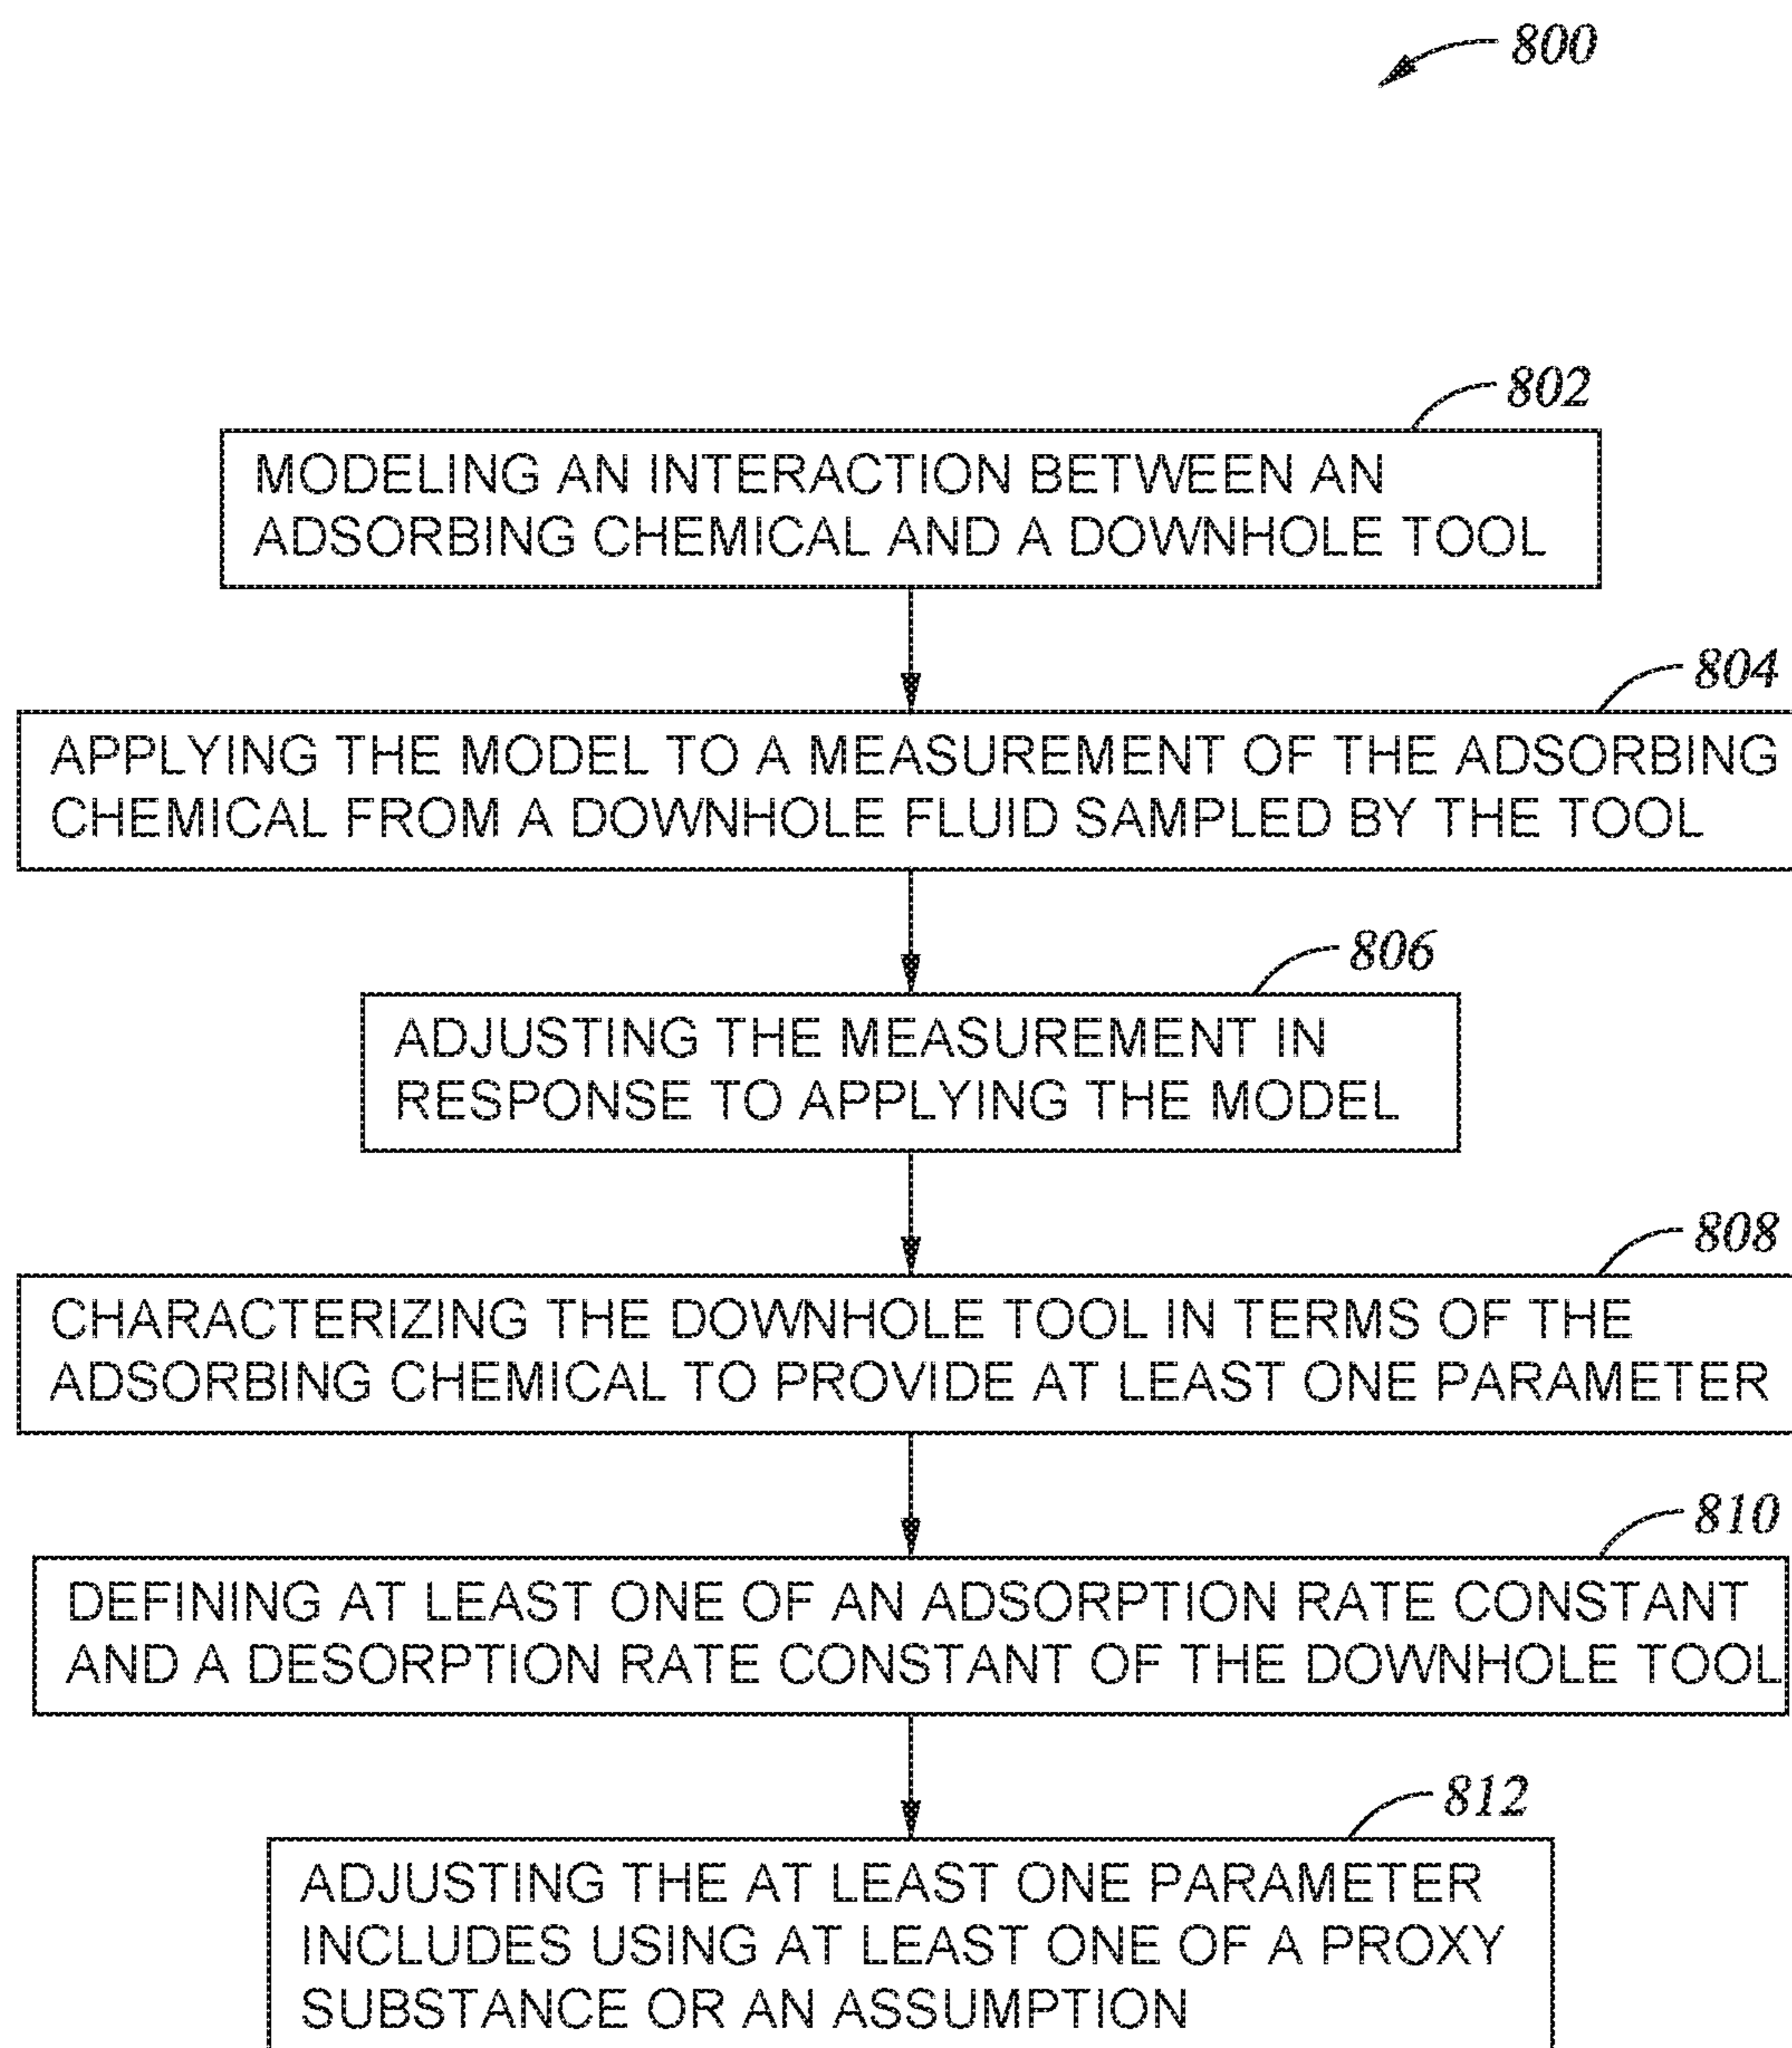 800
802
MODELING AN INTERACTION BETWEEN AN
ADSORBING CHEMICAL AND A DOWNHOLE TOOL
804
APPLYING THE MODEL TO A MEASUREMENT OF THE ADSORBING
CHEMICAL FROM A DOWNHOLE FLUID SAMPLED BY THE TOOL
806
ADJUSTING THE MEASUREMENT IN
RESPONSE TO APPLYING THE MODEL
808
CHARACTERIZING THE DOWNHOLE TOOL IN TERMS OF THE
ADSORBING CHEMICAL TO PROVIDE AT LEAST ONE PARAMETER
810
DEFINING AT LEAST ONE OF AN ADSORPTION RATE CONSTANT
AND A DESORPTION RATE CONSTANT OF THE DOWNHOLE TOOL
812
ADJUSTING THE AT LEAST ONE PARAMETER
INCLUDES USING AT LEAST ONE OF A PROXY
SUBSTANCE OR AN ASSUMPTION